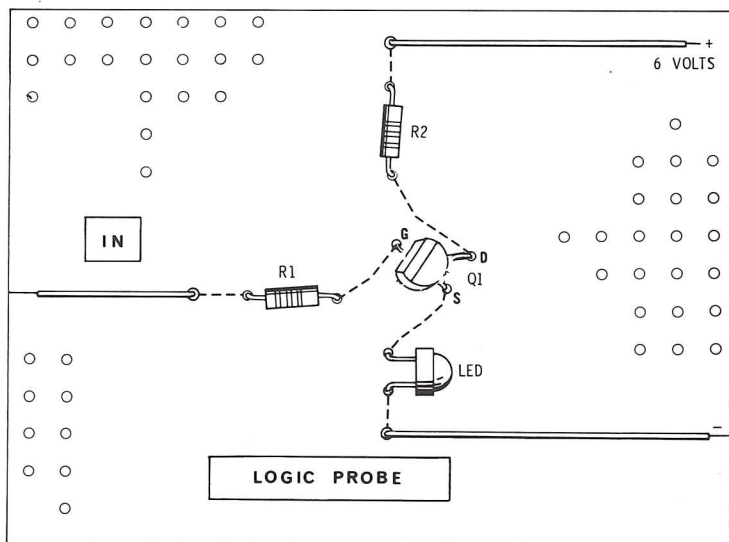 +
6 VOLTS
R2
IN
G
D
R1
Q1
S
LED
−
LOGIC PROBE